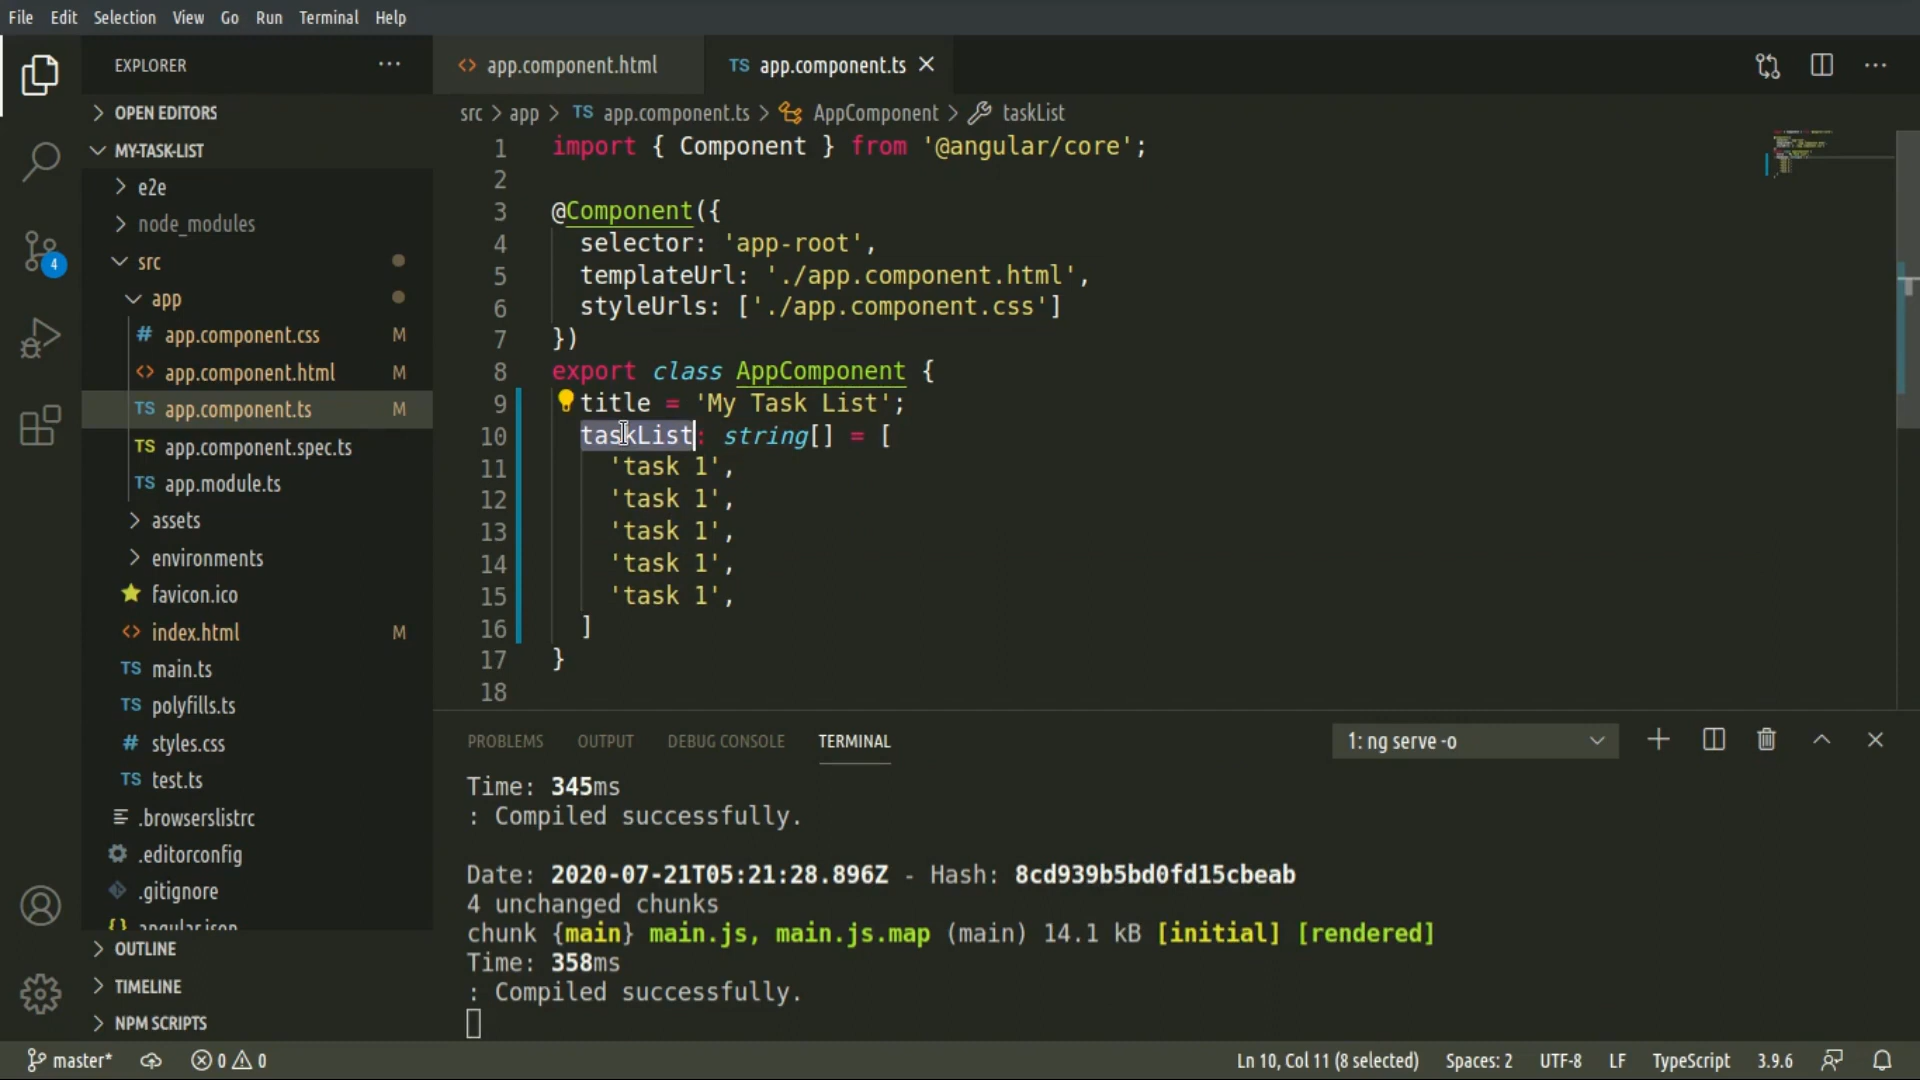 File Edit Selection View Go Run Terminal Help
EXPLORER ···
OPEN EDITORS
MY-TASK-LIST
e2e
node_modules
src
app
# app.component.css M
<> app.component.html M
TS app.component.ts M
TS app.component.spec.ts
TS app.module.ts
assets
environments
favicon.ico
<> index.html M
TS main.ts
TS polyfills.ts
# styles.css
TS test.ts
.browserslistrc
.editorconfig
.gitignore
{} angular.json
OUTLINE
TIMELINE
NPM SCRIPTS
4
<> app.component.html TS app.component.ts
src > app > TS app.component.ts > AppComponent > taskList
1 import { Component } from '@angular/core';
2
3 @Component({
4 selector: 'app-root',
5 templateUrl: './app.component.html',
6 styleUrls: ['./app.component.css']
7 })
8 export class AppComponent {
9 title = 'My Task List';
10 taskList: string[] = [
11 'task 1',
12 'task 1',
13 'task 1',
14 'task 1',
15 'task 1',
16 ]
17 }
18
PROBLEMS OUTPUT DEBUG CONSOLE TERMINAL 1: ng serve -o
Time: 345ms
: Compiled successfully.
Date: 2020-07-21T05:21:28.896Z - Hash: 8cd939b5bd0fd15cbeab
4 unchanged chunks
chunk {main} main.js, main.js.map (main) 14.1 kB [initial] [rendered]
Time: 358ms
: Compiled successfully.
master* 0 0 Ln 10, Col 11 (8 selected) Spaces: 2 UTF-8 LF TypeScript 3.9.6